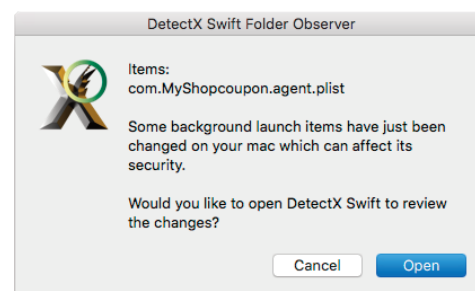 DetectX Swift Folder Observer
Items:
com.MyShopcoupon.agent.plist
Some background launch items have just been
changed on your mac which can affect its
security.
Would you like to open DetectX Swift to review
the changes?
Cancel
Open